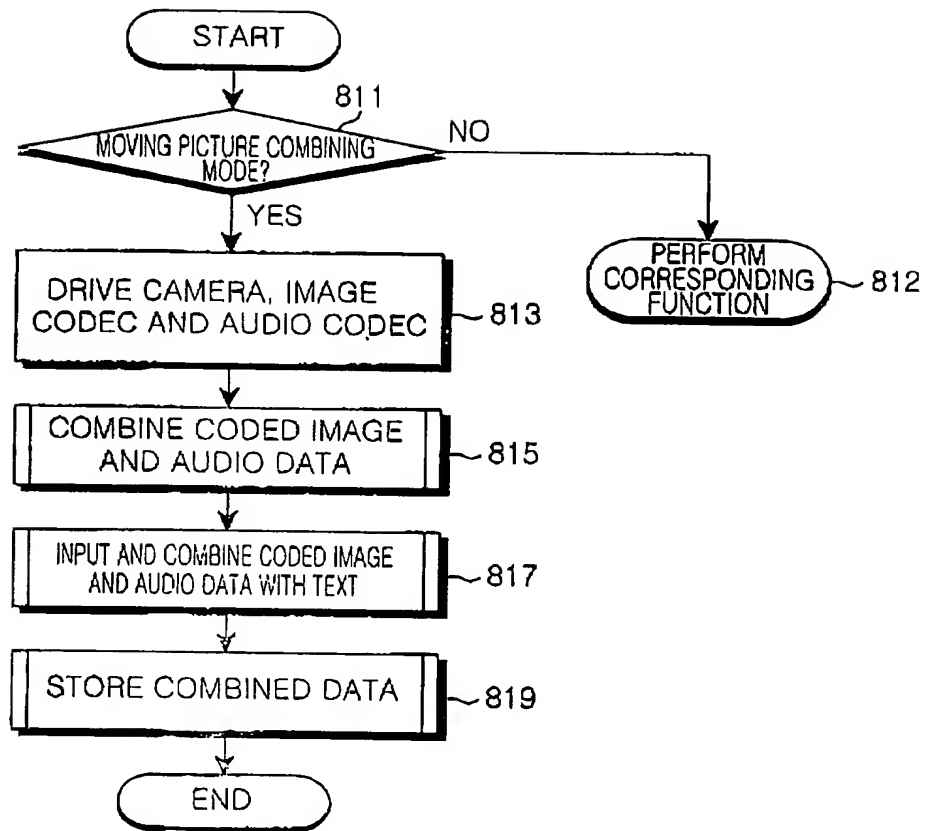 START
811
MOVING PICTURE COMBINING
MODE?
NO
YES
PERFORM
CORRESPONDING
FUNCTION
812
DRIVE CAMERA, IMAGE
CODEC AND AUDIO CODEC
813
COMBINE CODED IMAGE
AND AUDIO DATA
815
INPUT AND COMBINE CODED IMAGE
AND AUDIO DATA WITH TEXT
817
STORE COMBINED DATA
819
END